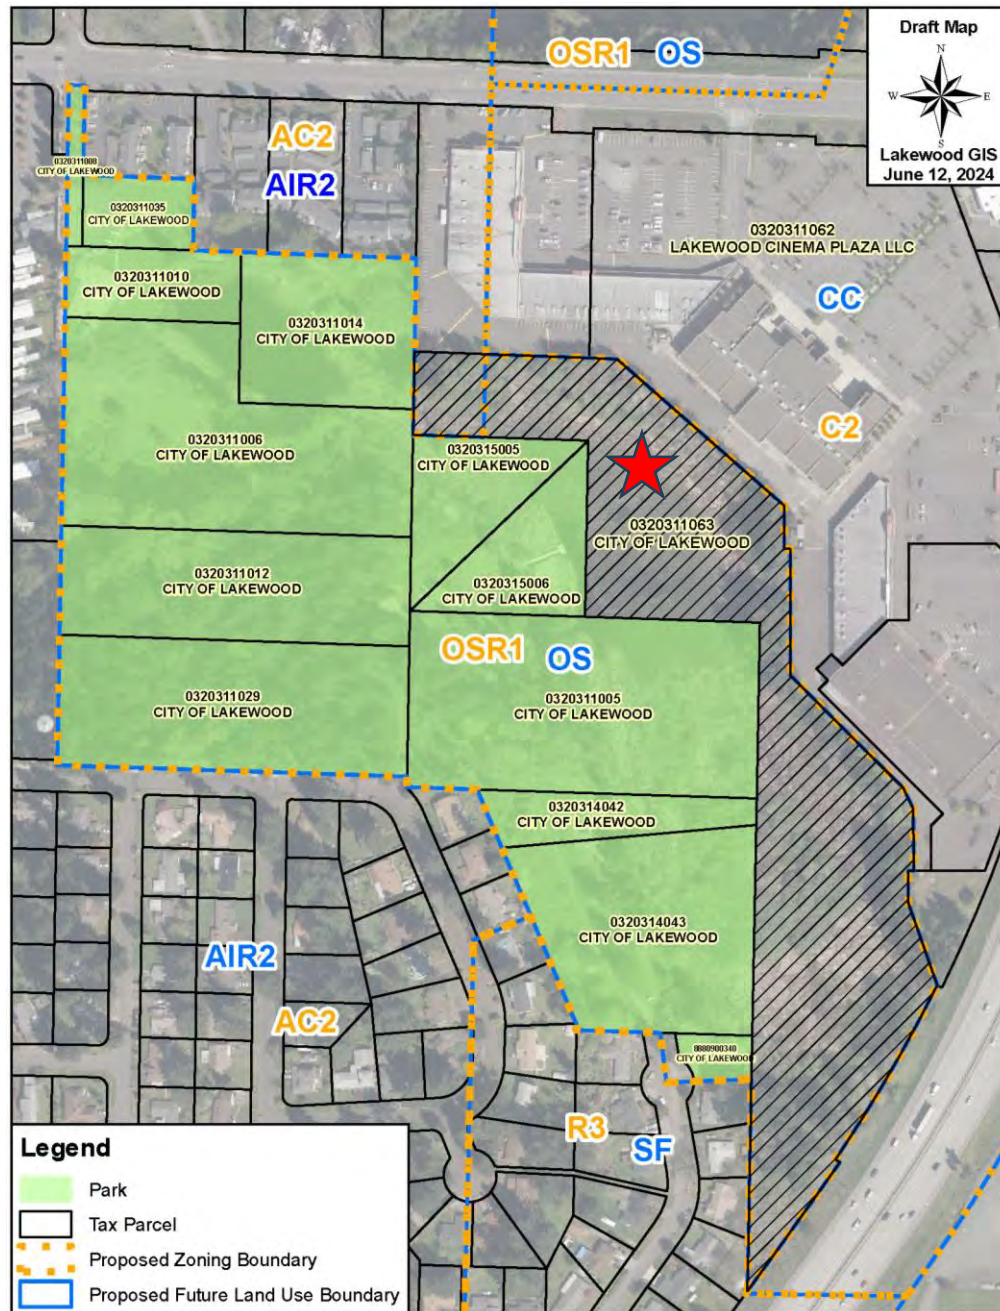 Draft Map
N
W E
S
Lakewood GIS
June 12, 2024
OSR1 OS
AC2
AIR2
0320311008
CITY OF LAKEWOOD
0320311035
CITY OF LAKEWOOD
0320311062
LAKEWOOD CINEMA PLAZA LLC
0320311010
CITY OF LAKEWOOD
CC
0320311014
CITY OF LAKEWOOD
C2
0320311006
CITY OF LAKEWOOD
0320315005
CITY OF LAKEWOOD
0320311063
CITY OF LAKEWOOD
0320311012
CITY OF LAKEWOOD
0320315006
CITY OF LAKEWOOD
OSR1 OS
0320311029
CITY OF LAKEWOOD
0320311005
CITY OF LAKEWOOD
0320314042
CITY OF LAKEWOOD
0320314043
CITY OF LAKEWOOD
AIR2
AC2
8880900340
CITY OF LAKEWOOD
R3
SF
Legend
Park
Tax Parcel
Proposed Zoning Boundary
Proposed Future Land Use Boundary